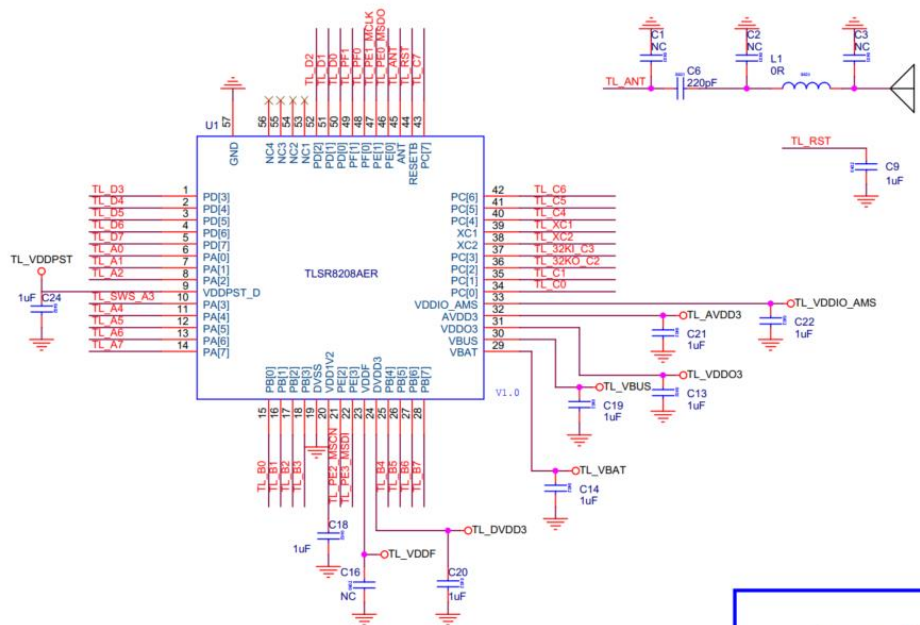 TL_D2
TL_D1
TL_D0
TL_PF1
TL_PF0
TL_PE1_MCLK
TL_PE0_MSDO
TL_ANT
TL_RST
TL_C7
C1
NC
C2
NC
C3
NC
C6
220pF
L1
0R
TL_ANT
TL_RST
C9
1uF
U1
57
56
55
54
53
52
51
50
49
48
47
46
45
44
43
GND
NC4
NC3
NC2
NC1
PD[2]
PD[1]
PD[0]
PF[1]
PF[0]
PE[1]
PE[0]
ANT
RESETB
PC[7]
TL_D3 1 PD[3]
TL_D4 2 PD[4]
TL_D5 3 PD[5]
TL_D6 4 PD[6]
TL_D7 5 PD[7]
TL_A0 6 PA[0]
TL_A1 7 PA[1]
TL_A2 8 PA[2]
9 VDDPST_D
TL_SWS_A3 10 PA[3]
TL_A4 11 PA[4]
TL_A5 12 PA[5]
TL_A6 13 PA[6]
TL_A7 14 PA[7]
TL_VDDPST
1uF C24
TLSR8208AER
PC[6] 42 TL_C6
PC[5] 41 TL_C5
PC[4] 40 TL_C4
XC1 39 TL_XC1
XC2 38 TL_XC2
PC[3] 37 TL_32KI_C3
PC[2] 36 TL_32KO_C2
PC[1] 35 TL_C1
PC[0] 34 TL_C0
VDDIO_AMS 33 TL_VDDIO_AMS
AVDD3 32 TL_AVDD3
VDDO3 31
VBUS 30
VBAT 29
C21
1uF
C22
1uF
TL_VDDO3
TL_VBUS
C13
1uF
C19
1uF
V1.0
PB[0]
PB[1]
PB[2]
PB[3]
DVSS
VDD1V2
PE[2]
PE[3]
VDDF
DVDD3
PB[4]
PB[5]
PB[6]
PB[7]
15
16
17
18
19
20
21
22
23
24
25
26
27
28
TL_B0
TL_B1
TL_B2
TL_B3
TL_PE2_MSCN
TL_PE3_MSDI
TL_B4
TL_B5
TL_B6
TL_B7
TL_VBAT
C14
1uF
C18
1uF
TL_DVDD3
TL_VDDF
C16
NC
C20
1uF